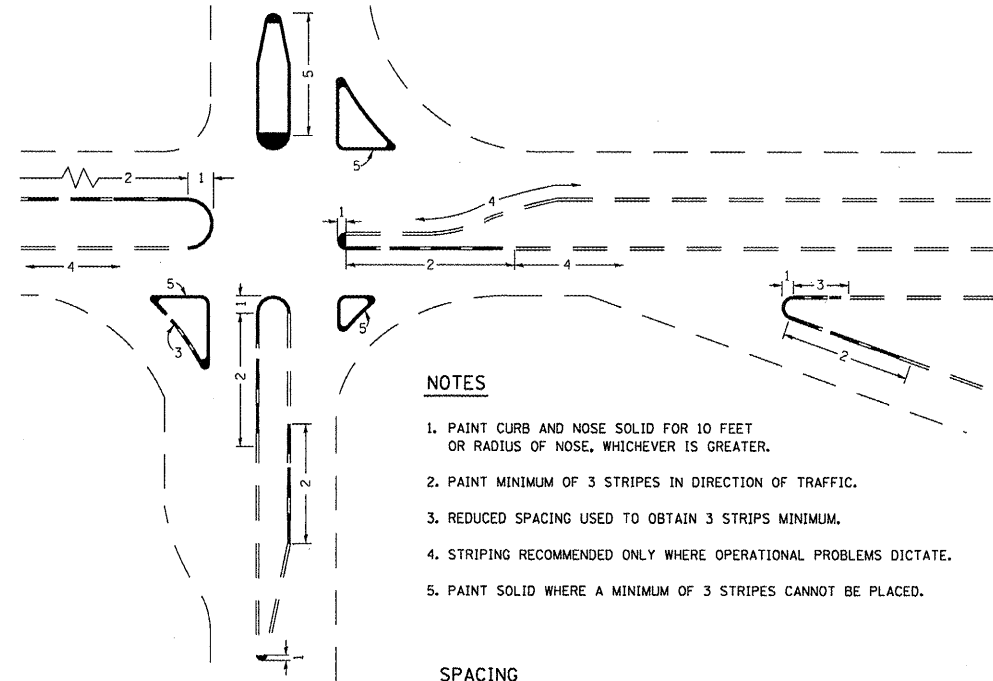 5
5
2
1
4
1
4
2
4
1
3
2
5
3
1
2
5
2
1
NOTES
1. PAINT CURB AND NOSE SOLID FOR 10 FEET
OR RADIUS OF NOSE, WHICHEVER IS GREATER.
2. PAINT MINIMUM OF 3 STRIPES IN DIRECTION OF TRAFFIC.
3. REDUCED SPACING USED TO OBTAIN 3 STRIPS MINIMUM.
4. STRIPING RECOMMENDED ONLY WHERE OPERATIONAL PROBLEMS DICTATE.
5. PAINT SOLID WHERE A MINIMUM OF 3 STRIPES CANNOT BE PLACED.
SPACING